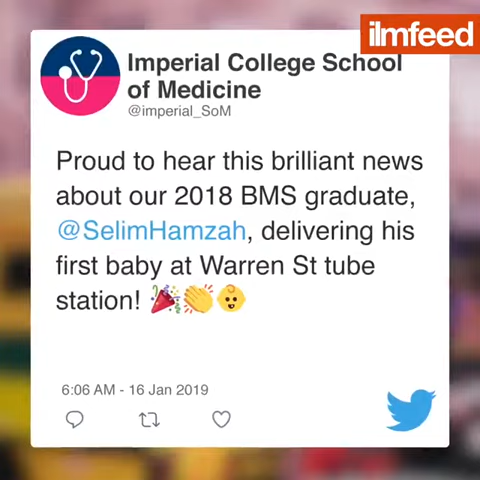 ilmfeed
Imperial College School
of Medicine
@imperial_SoM
Proud to hear this brilliant news
about our 2018 BMS graduate,
@SelimHamzah, delivering his
first baby at Warren St tube
station! 🎉👏👶
6:06 AM - 16 Jan 2019